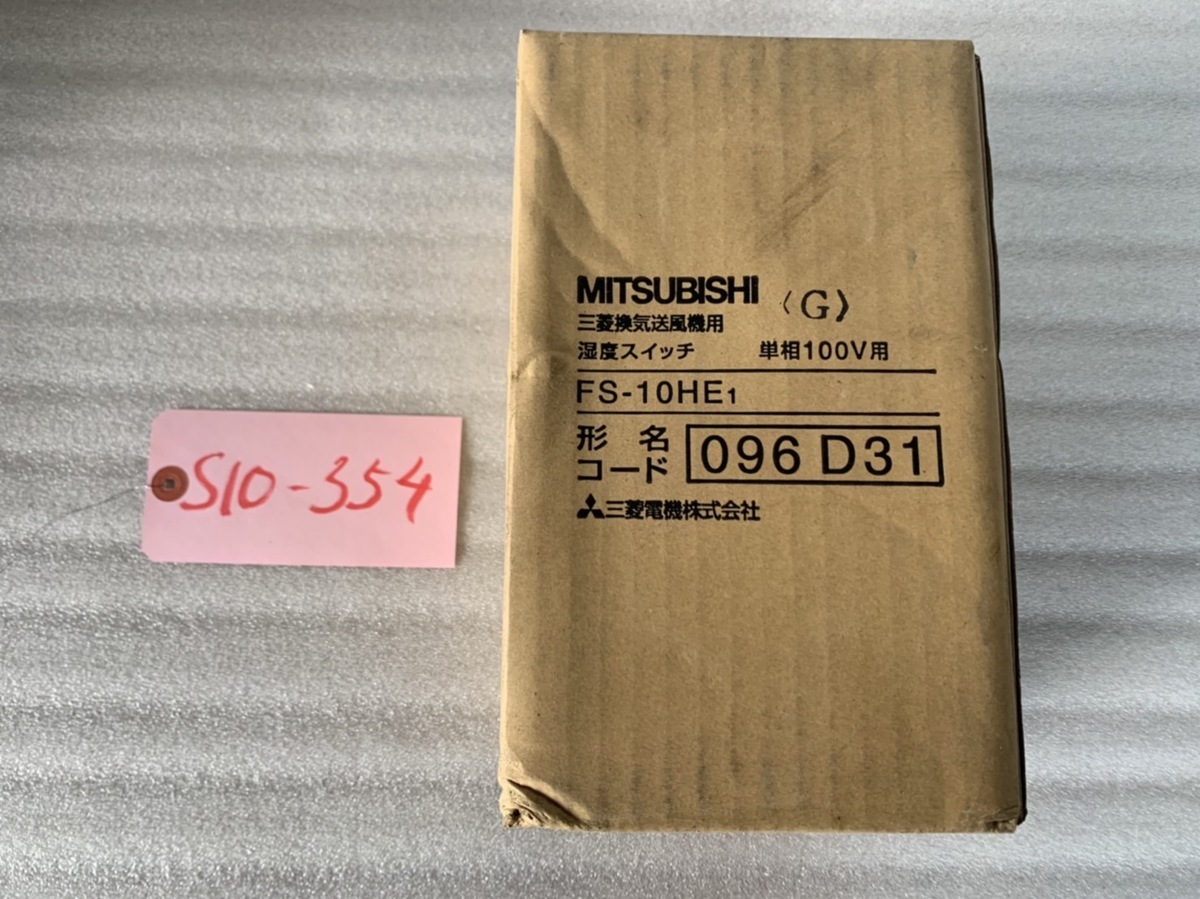 S10-354
MITSUBISHI 〈G〉
三菱換気送風機用
湿度スイッチ 単相100V用
FS-10HE₁
形名
コード 096 D31
三菱電機株式会社